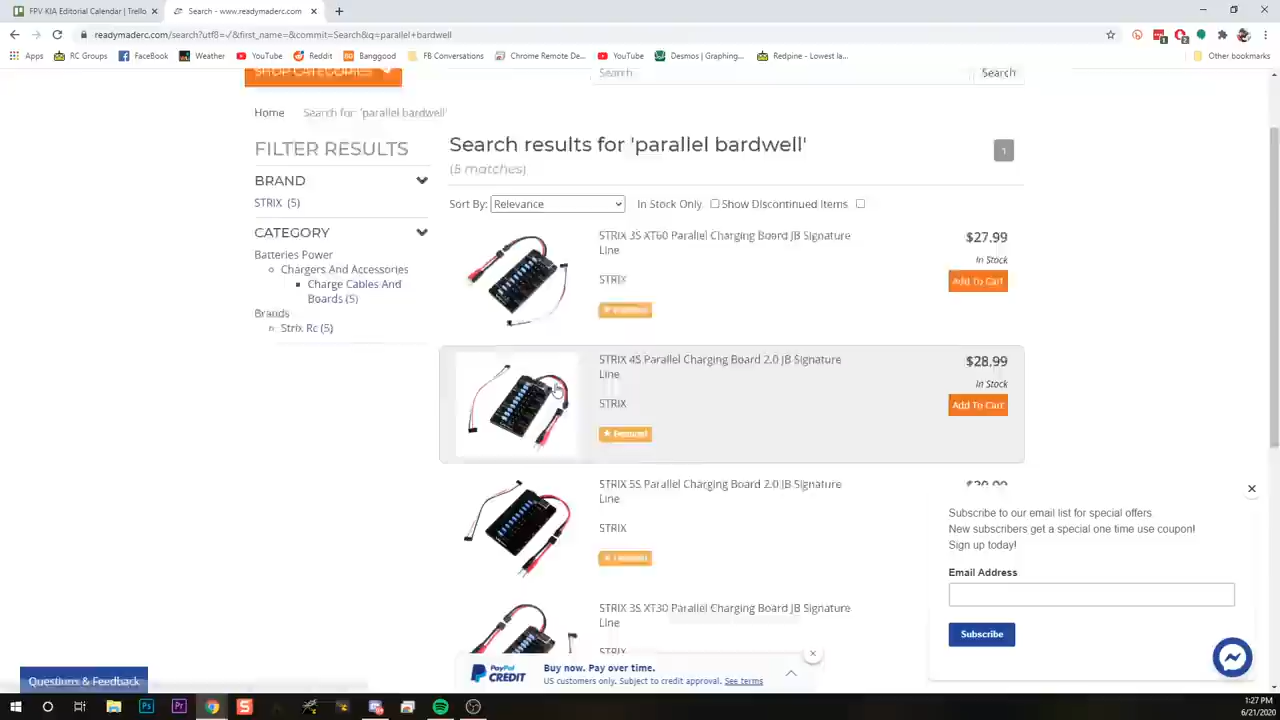 FPV-KIA Editorial Calendar | Trello
Search - www.readymaderc.com
readymaderc.com/search?utf8=√&first_name=&commit=Search&q=parallel+bardwell
Apps
RC Groups
FaceBook
Weather
YouTube
Reddit
Banggood
FB Conversations
Chrome Remote De...
YouTube
Desmos | Graphing...
Redpine - Lowest la...
Other bookmarks
SHOP CATEGORIES
Search
Search
Home
Search for: 'parallel bardwell'
FILTER RESULTS
BRAND
STRIX (5)
CATEGORY
Batteries Power
Chargers And Accessories
Charge Cables And
Boards (5)
Brands
Strix Rc (5)
Search results for 'parallel bardwell'
(5 matches)
1
Sort By:
Relevance
In Stock Only
Show Discontinued Items
STRIX 3S XT60 Parallel Charging Board JB Signature
Line
STRIX
$27.99
In Stock
Add To Cart
STRIX 4S Parallel Charging Board 2.0 JB Signature
Line
STRIX
Featured
$28.99
In Stock
Add To Cart
STRIX 5S Parallel Charging Board 2.0 JB Signature
Line
STRIX
STRIX 3S XT30 Parallel Charging Board JB Signature
Line
Subscribe to our email list for special offers
New subscribers get a special one time use coupon!
Sign up today!
Email Address
Subscribe
PayPal
CREDIT
Buy now. Pay over time.
US customers only. Subject to credit approval. See terms
Questions & Feedback
1:27 PM
6/21/2020